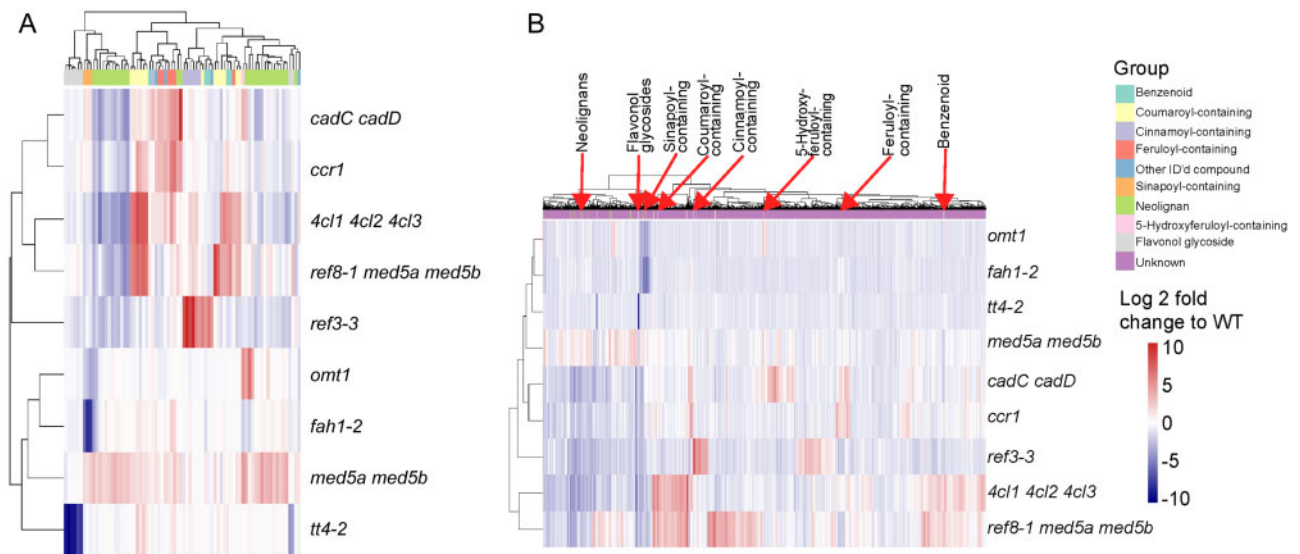 A
cadC cadD
ccr1
4cl1 4cl2 4cl3
ref8-1 med5a med5b
ref3-3
omt1
fah1-2
med5a med5b
tt4-2
B
Neolignans
Flavonol
glycosides
Sinapoyl-
containing
Coumaroyl-
containing
Cinnamoyl-
containing
5-Hydroxy-
feruloyl-
containing
Feruloyl-
containing
Benzenoid
omt1
fah1-2
tt4-2
med5a med5b
cadC cadD
ccr1
ref3-3
4cl1 4cl2 4cl3
ref8-1 med5a med5b
Group
Benzenoid
Coumaroyl-containing
Cinnamoyl-containing
Feruloyl-containing
Other ID'd compound
Sinapoyl-containing
Neolignan
5-Hydroxyferuloyl-containing
Flavonol glycoside
Unknown
Log 2 fold
change to WT
10
5
0
-5
-10